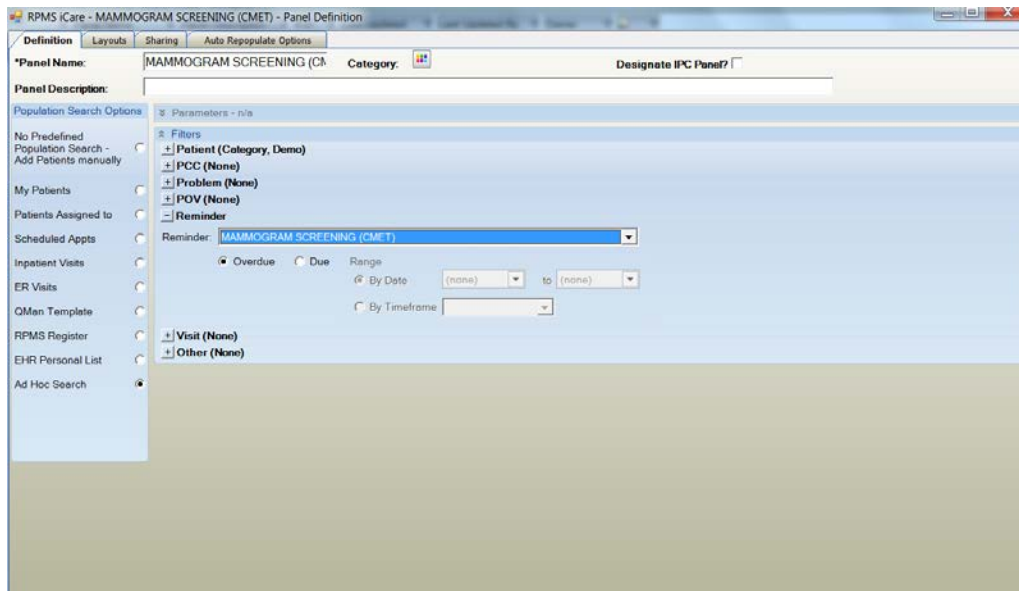 RPMS iCare - MAMMOGRAM SCREENING (CMET) - Panel Definition
Definition Layouts Sharing Auto Repopulate Options
*Panel Name: MAMMOGRAM SCREENING (CM Category: Designate IPC Panel?
Panel Description:
Population Search Options
No Predefined
Population Search -
Add Patients manually
My Patients
Patients Assigned to
Scheduled Appts
Inpatient Visits
ER Visits
QMan Template
RPMS Register
EHR Personal List
Ad Hoc Search
Parameters - n/a
Filters
Patient (Category, Demo)
PCC (None)
Problem (None)
POV (None)
Reminder
Reminder: MAMMOGRAM SCREENING (CMET)
Overdue Due Range
By Date (none) to (none)
By Timeframe
Visit (None)
Other (None)